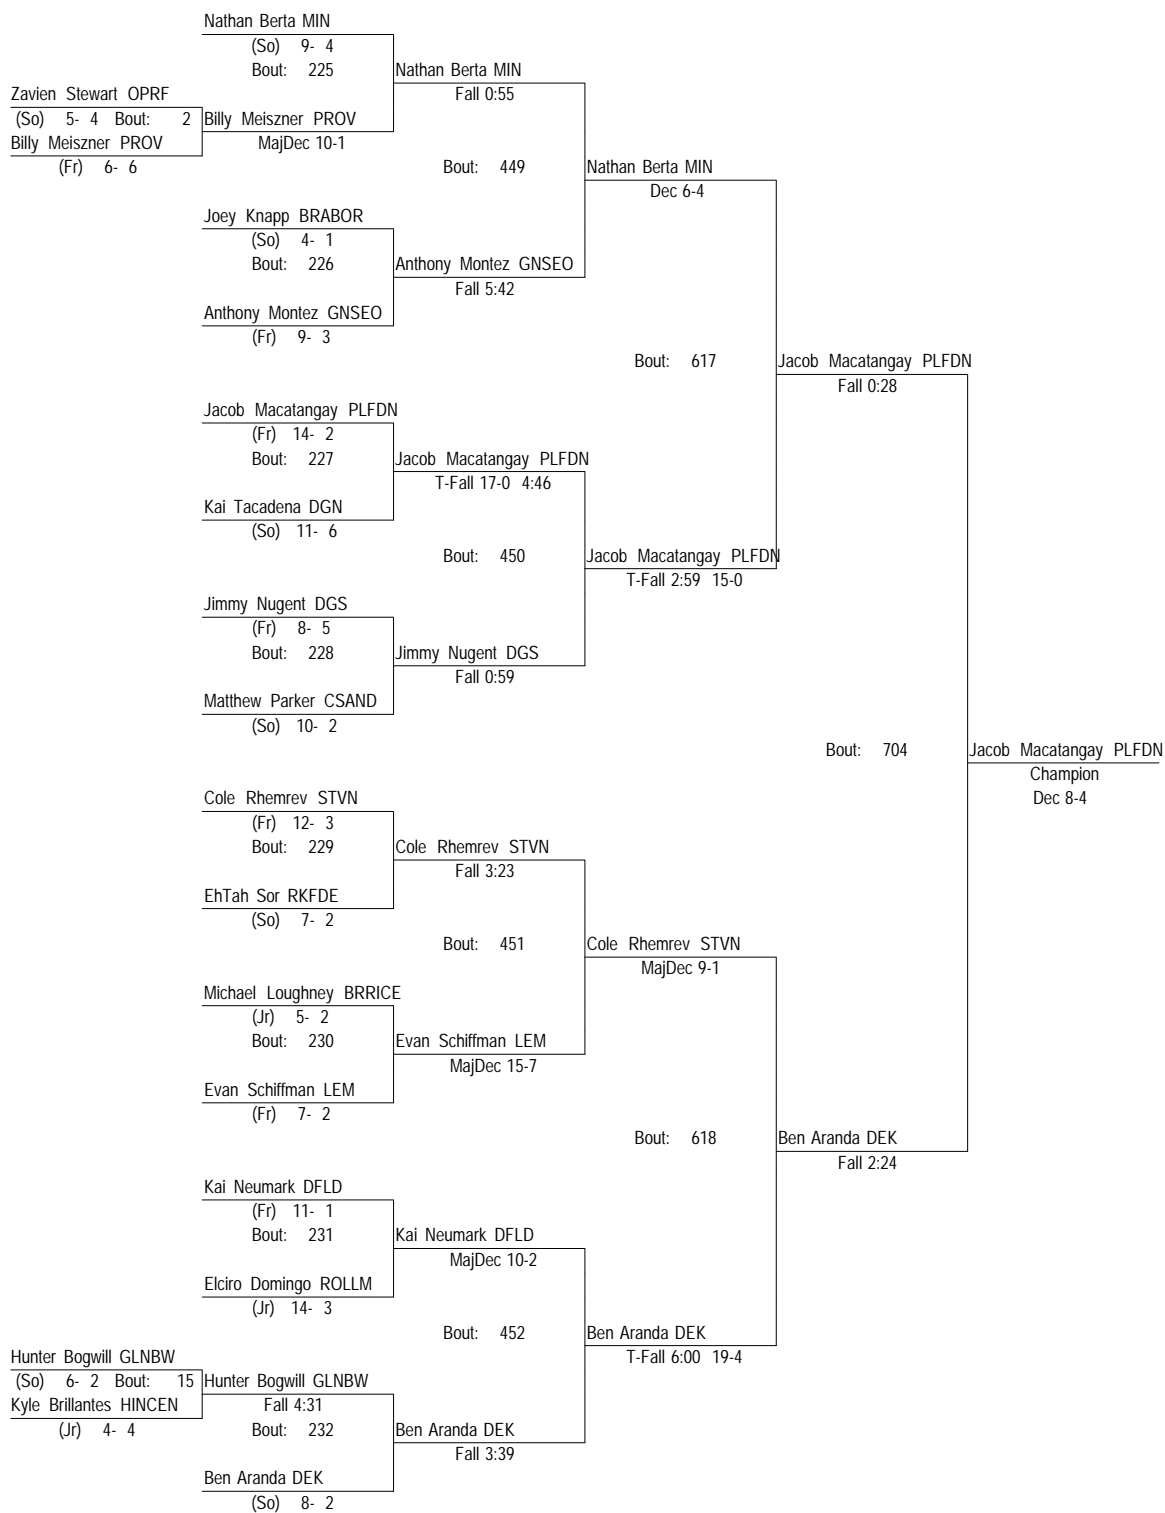 Nathan Berta MIN
(So) 9- 4
Bout: 225
Nathan Berta MIN
Fall 0:55
Zavien Stewart OPRF
(So) 5- 4 Bout: 2
Billy Meiszner PROV
Billy Meiszner PROV
MajDec 10-1
(Fr) 6- 6
Bout: 449
Nathan Berta MIN
Dec 6-4
Joey Knapp BRABOR
(So) 4- 1
Bout: 226
Anthony Montez GNSEO
Fall 5:42
Anthony Montez GNSEO
(Fr) 9- 3
Bout: 617
Jacob Macatangay PLFDN
Fall 0:28
Jacob Macatangay PLFDN
(Fr) 14- 2
Bout: 227
Jacob Macatangay PLFDN
T-Fall 17-0 4:46
Kai Tacadena DGN
(So) 11- 6
Bout: 450
Jacob Macatangay PLFDN
T-Fall 2:59 15-0
Jimmy Nugent DGS
(Fr) 8- 5
Bout: 228
Jimmy Nugent DGS
Fall 0:59
Matthew Parker CSAND
(So) 10- 2
Bout: 704
Jacob Macatangay PLFDN
Champion
Dec 8-4
Cole Rhemrev STVN
(Fr) 12- 3
Bout: 229
Cole Rhemrev STVN
Fall 3:23
EhTah Sor RKFDE
(So) 7- 2
Bout: 451
Cole Rhemrev STVN
MajDec 9-1
Michael Loughney BRRICE
(Jr) 5- 2
Bout: 230
Evan Schiffman LEM
MajDec 15-7
Evan Schiffman LEM
(Fr) 7- 2
Bout: 618
Ben Aranda DEK
Fall 2:24
Kai Neumark DFLD
(Fr) 11- 1
Bout: 231
Kai Neumark DFLD
MajDec 10-2
Elciro Domingo ROLLM
(Jr) 14- 3
Bout: 452
Ben Aranda DEK
T-Fall 6:00 19-4
Hunter Bogwill GLNBW
(So) 6- 2 Bout: 15
Hunter Bogwill GLNBW
Kyle Brillantes HINCEN
Fall 4:31
(Jr) 4- 4
Bout: 232
Ben Aranda DEK
Fall 3:39
Ben Aranda DEK
(So) 8- 2